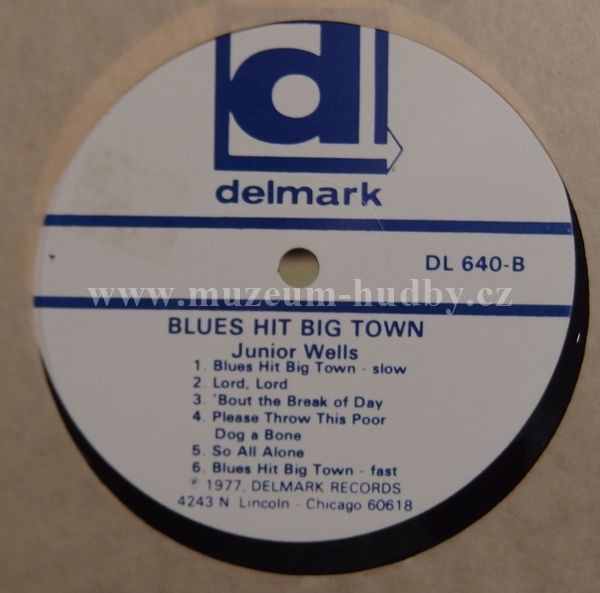 d
delmark
DL 640-B
www.muzeum-hudby.cz
BLUES HIT BIG TOWN
Junior Wells
1. Blues Hit Big Town - slow
2. Lord, Lord
3. 'Bout the Break of Day
4. Please Throw This Poor
Dog a Bone
5. So All Alone
6. Blues Hit Big Town - fast
℗ 1977, DELMARK RECORDS
4243 N Lincoln - Chicago 60618